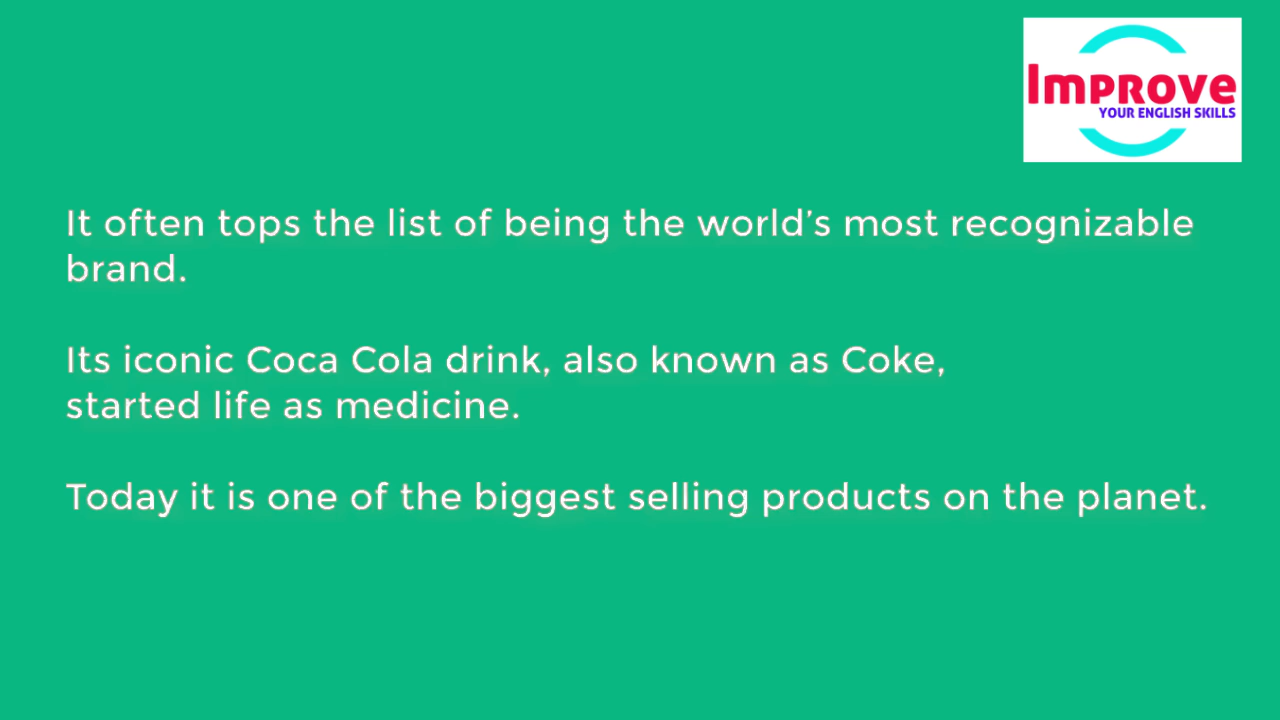 Improve
YOUR ENGLISH SKILLS
It often tops the list of being the world’s most recognizable
brand.
Its iconic Coca Cola drink, also known as Coke,
started life as medicine.
Today it is one of the biggest selling products on the planet.